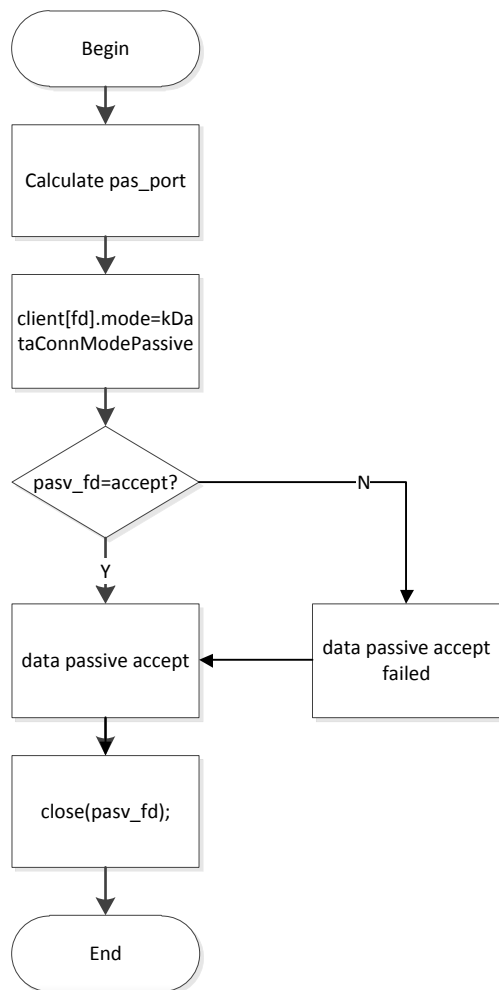 Begin
Calculate pas_port
client[fd].mode=kDa
taConnModePassive
pasv_fd=accept?
N
Y
data passive accept
data passive accept
failed
close(pasv_fd);
End